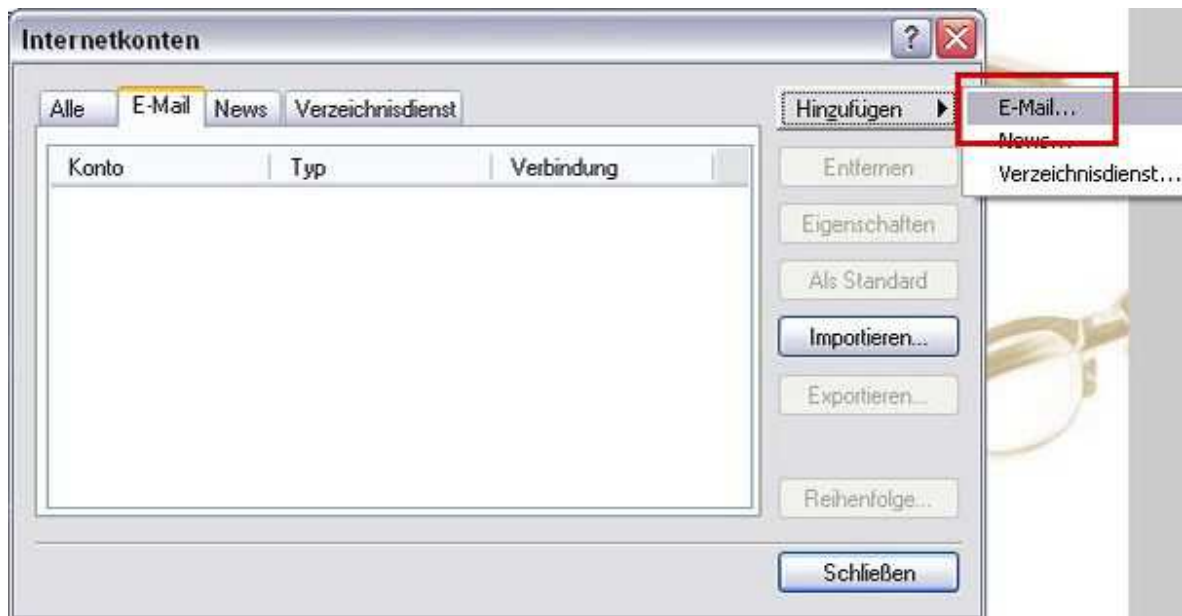 Internetkonten
Alle E-Mail News Verzeichnisdienst
Hinzufügen
E-Mail...
News...
Verzeichnisdienst...
Konto Typ Verbindung
Entfernen
Eigenschaften
Als Standard
Importieren...
Exportieren...
Reihenfolge...
Schließen